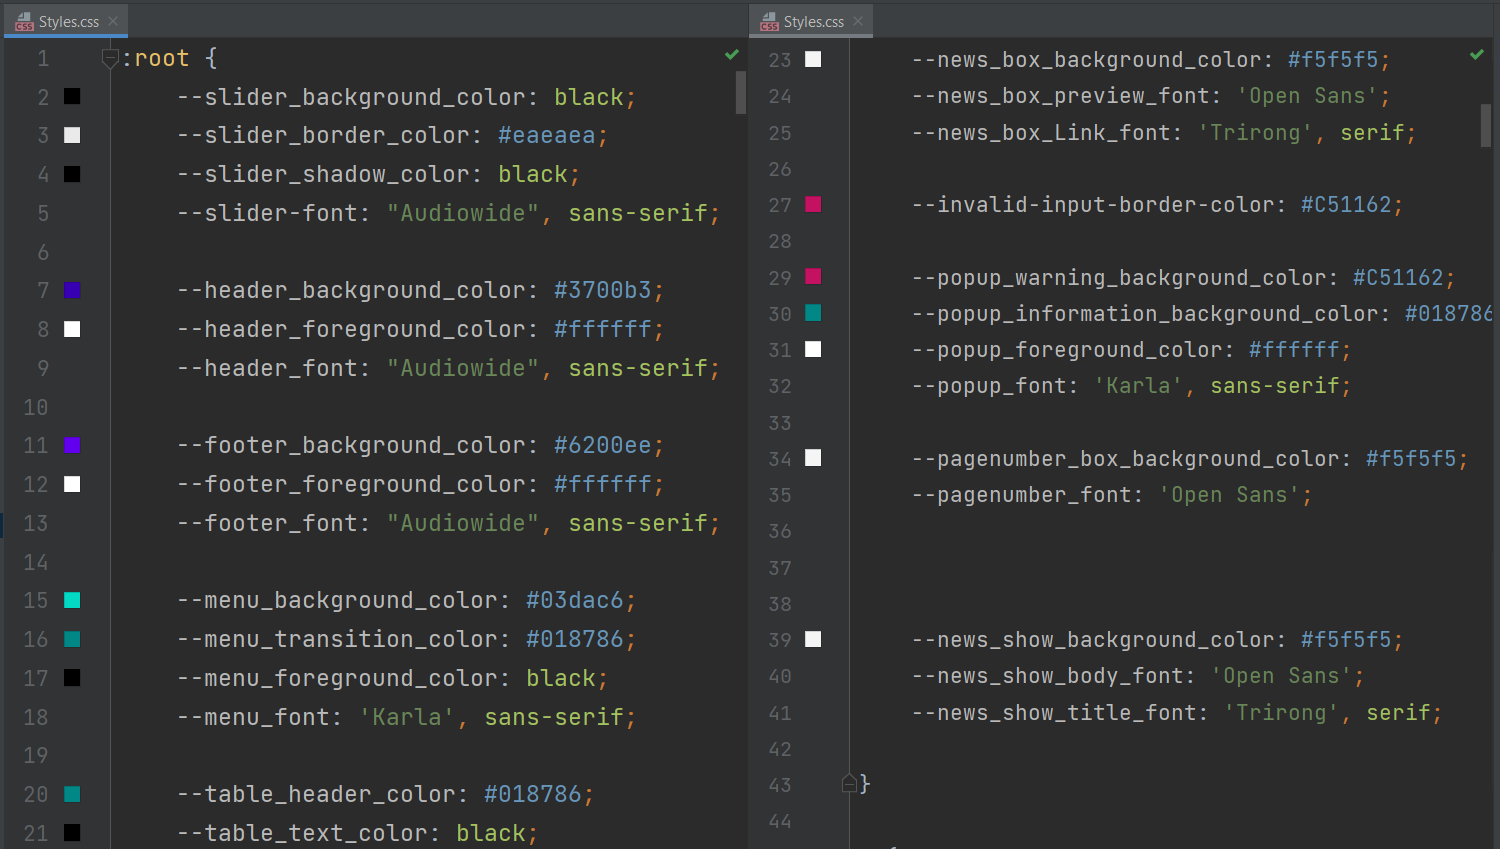 Styles.css
1 :root {
2 --slider_background_color: black;
3 --slider_border_color: #eaeaea;
4 --slider_shadow_color: black;
5 --slider-font: "Audiowide", sans-serif;
6
7 --header_background_color: #3700b3;
8 --header_foreground_color: #ffffff;
9 --header_font: "Audiowide", sans-serif;
10
11 --footer_background_color: #6200ee;
12 --footer_foreground_color: #ffffff;
13 --footer_font: "Audiowide", sans-serif;
14
15 --menu_background_color: #03dac6;
16 --menu_transition_color: #018786;
17 --menu_foreground_color: black;
18 --menu_font: 'Karla', sans-serif;
19
20 --table_header_color: #018786;
21 --table_text_color: black;
Styles.css
23 --news_box_background_color: #f5f5f5;
24 --news_box_preview_font: 'Open Sans';
25 --news_box_Link_font: 'Trirong', serif;
26
27 --invalid-input-border-color: #C51162;
28
29 --popup_warning_background_color: #C51162;
30 --popup_information_background_color: #018786
31 --popup_foreground_color: #ffffff;
32 --popup_font: 'Karla', sans-serif;
33
34 --pagenumber_box_background_color: #f5f5f5;
35 --pagenumber_font: 'Open Sans';
36
37
38
39 --news_show_background_color: #f5f5f5;
40 --news_show_body_font: 'Open Sans';
41 --news_show_title_font: 'Trirong', serif;
42
43 }
44